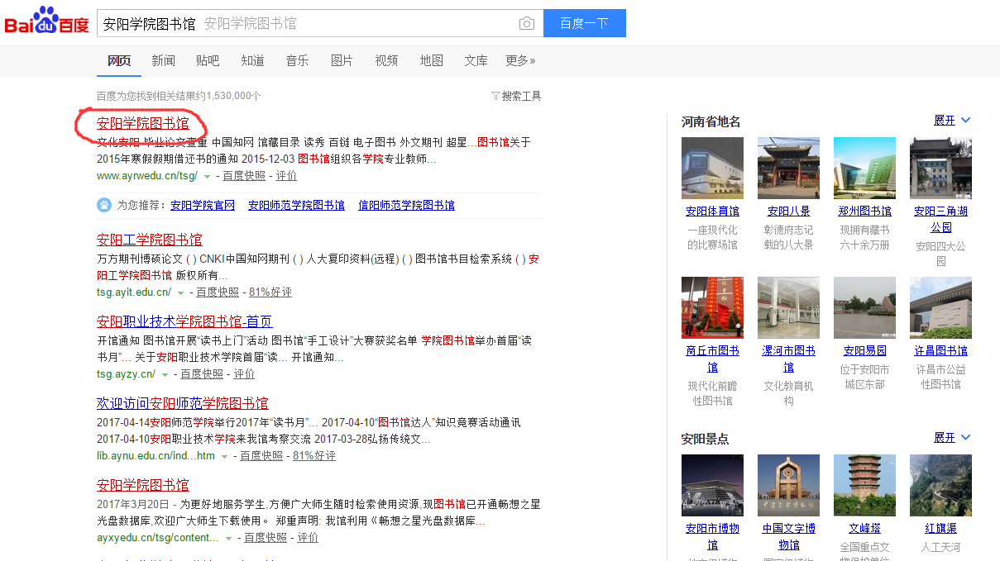 Bai du 百度
安阳学院图书馆 安阳学院图书馆
百度一下
网页 新闻 贴吧 知道 音乐 图片 视频 地图 文库 更多»
百度为您找到相关结果约1,530,000个
搜索工具
安阳学院图书馆
文化安阳 毕业论文查重 中国知网 馆藏目录 读秀 百链 电子图书 外文期刊 超星...图书馆关于
2015年寒假假期借还书的通知 2015-12-03 图书馆组织各学院专业教师...
www.ayrwedu.cn/tsg/ - 百度快照 - 评价
为您推荐: 安阳学院官网 安阳师范学院图书馆 信阳师范学院图书馆
安阳工学院图书馆
万方期刊博硕论文 ( ) CNKI中国知网期刊 ( ) 人大复印资料(远程) ( ) 图书馆书目检索系统 ( ) 安
阳工学院图书馆 版权所有...
tsg.ayit.edu.cn/ - 百度快照 - 81%好评
安阳职业技术学院图书馆-首页
开馆通知 图书馆开展“读书上门”活动 图书馆“手工设计”大赛获奖名单 学院图书馆举办首届“读
书月”... 关于安阳职业技术学院首届“读... 开馆通知...
tsg.ayzy.cn/ - 百度快照 - 评价
欢迎访问安阳师范学院图书馆
2017-04-14安阳师范学院举行2017年“读书月”... 2017-04-10“图书馆达人”知识竞赛活动通讯
2017-04-10安阳职业技术学院来我馆考察交流 2017-03-28弘扬传统文...
lib.aynu.edu.cn/ind...htm - 百度快照 - 81%好评
安阳学院图书馆
2017年3月20日 - 为更好地服务学生,方便广大师生随时检索使用资源,现图书馆已开通畅想之星
光盘数据库,欢迎广大师生下载使用。 郑重声明: 我馆利用《畅想之星光盘数据库...
ayxyedu.cn/tsg/content... - 百度快照 - 评价
河南省地名 展开
安阳体育馆 安阳八景 郑州图书馆 安阳三角湖
公园
一座现代化 彰德府志记 现拥有藏书 安阳四大公
的比赛场馆 载的八大景 六十余万册 园
商丘市图书 漯河市图书 安阳易园 许昌图书馆
馆 馆
现代化前瞻 文化教育机 位于安阳市 许昌市公益
性图书馆 构 城区东部 性图书馆
安阳景点 展开
安阳市博物 中国文字博 文峰塔 红旗渠
馆 物馆
全国重点文 人工天河